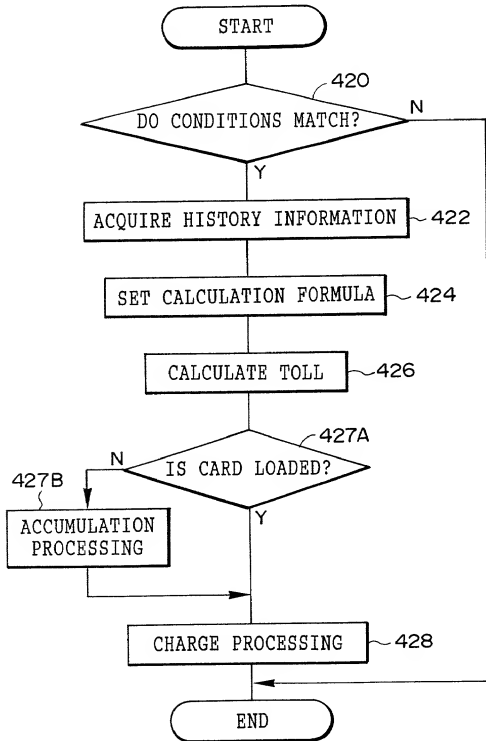 START
420
DO CONDITIONS MATCH?
N
Y
ACQUIRE HISTORY INFORMATION
422
SET CALCULATION FORMULA
424
CALCULATE TOLL
426
427A
N
IS CARD LOADED?
427B
Y
ACCUMULATION
PROCESSING
CHARGE PROCESSING
428
END